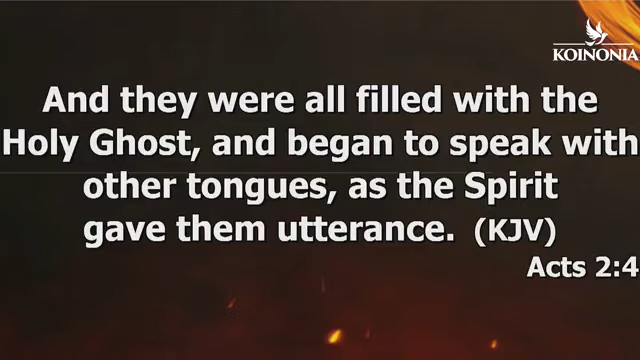 KOINONIA
And they were all filled with the
Holy Ghost, and began to speak with
other tongues, as the Spirit
gave them utterance. (KJV)
Acts 2:4